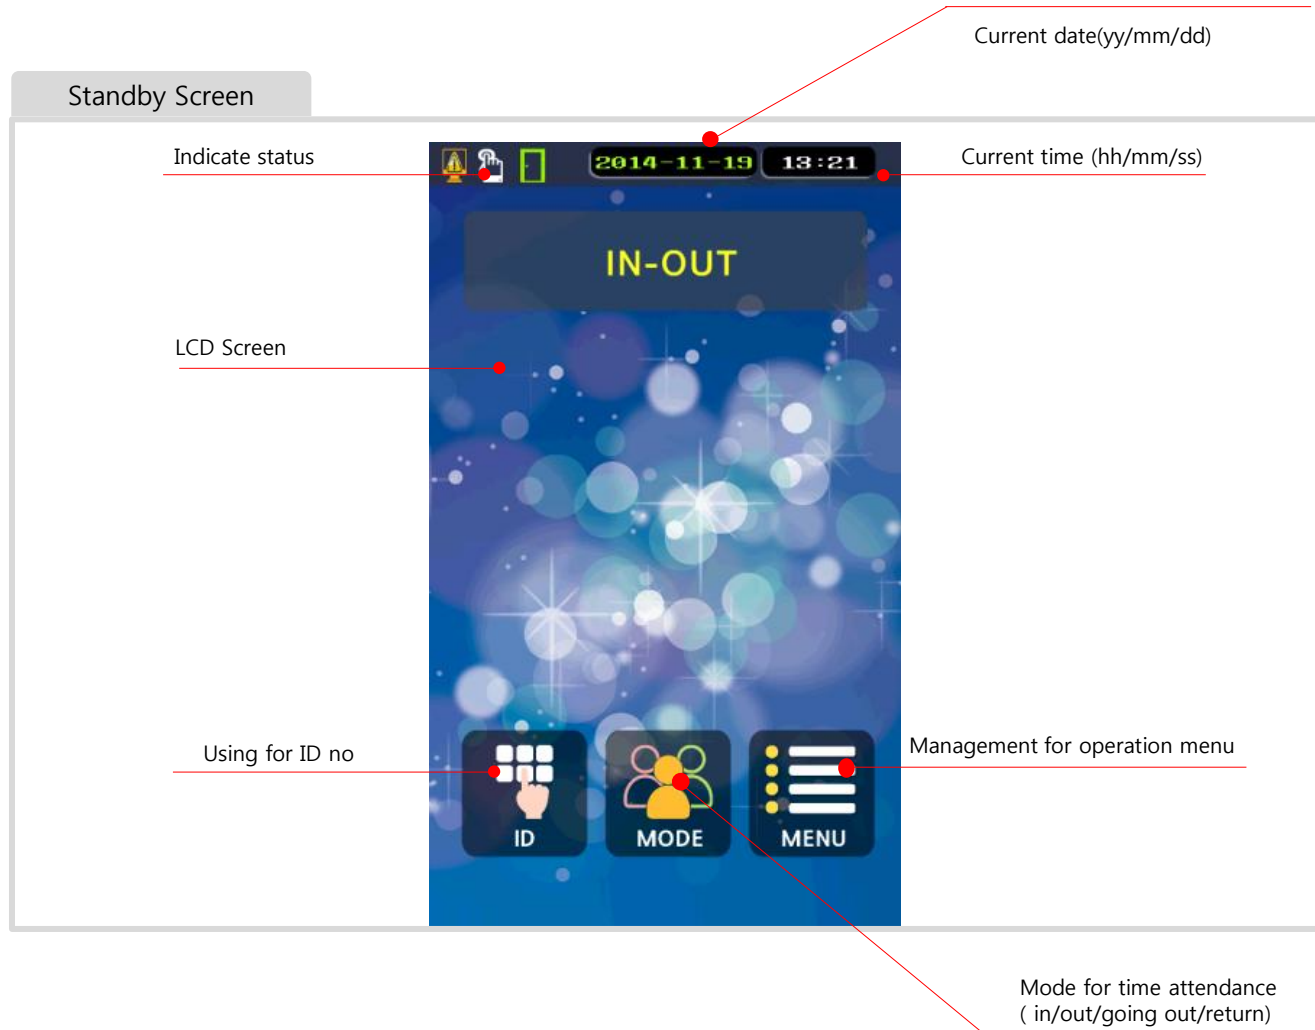 Current date(yy/mm/dd)
Standby Screen
Indicate status
2014-11-19 13:21
Current time (hh/mm/ss)
IN-OUT
LCD Screen
Using for ID no
Management for operation menu
ID MODE MENU
Mode for time attendance
( in/out/going out/return)